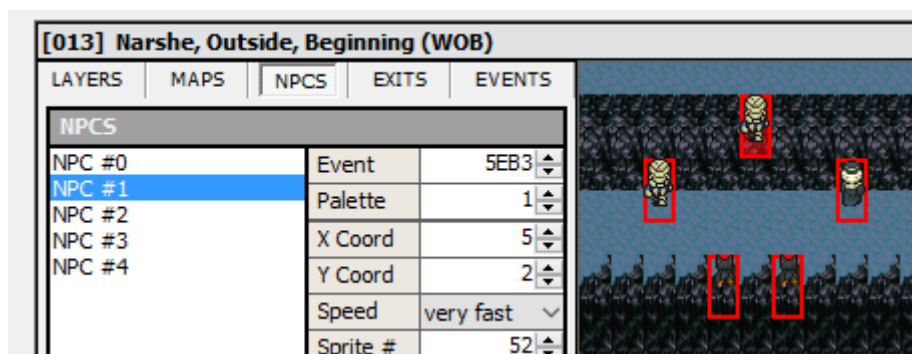 [013] Narshe, Outside, Beginning (WOB)
LAYERS MAPS NPCS EXITS EVENTS
NPCS
NPC #0
NPC #1
NPC #2
NPC #3
NPC #4
Event 5EB3
Palette 1
X Coord 5
Y Coord 2
Speed very fast
Sprite # 52